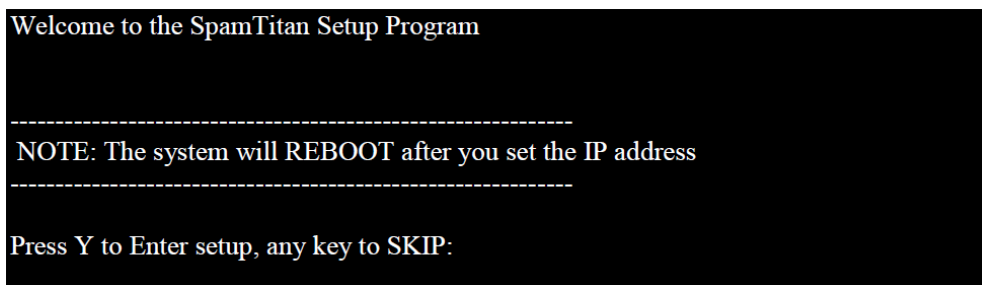 Welcome to the SpamTitan Setup Program
---------------------------------------------------------------
NOTE: The system will REBOOT after you set the IP address
---------------------------------------------------------------
Press Y to Enter setup, any key to SKIP: